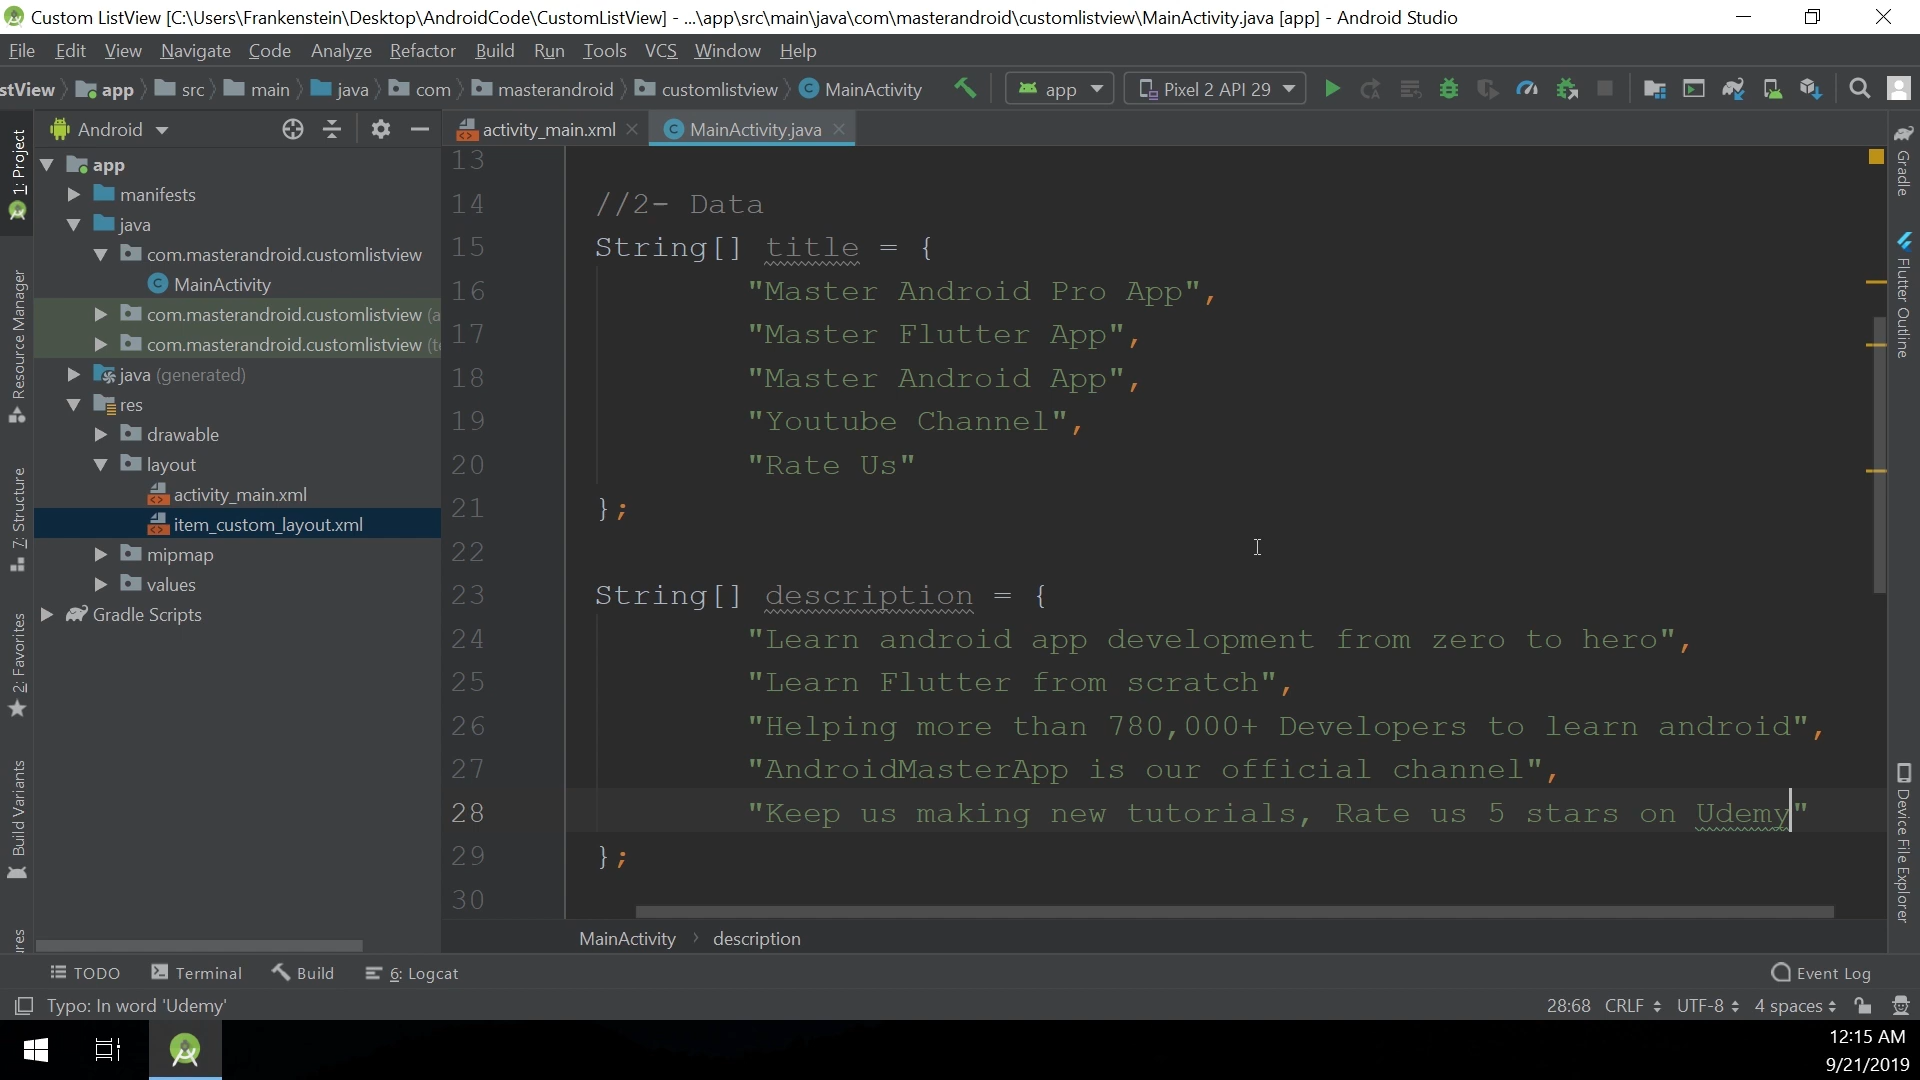 Custom ListView [C:\Users\Frankenstein\Desktop\AndroidCode\CustomListView] - ...\app\src\main\java\com\masterandroid\customlistview\MainActivity.java [app] - Android Studio
File Edit View Navigate Code Analyze Refactor Build Run Tools VCS Window Help
stView app src main java com masterandroid customlistview MainActivity app Pixel 2 API 29
Android
activity_main.xml MainActivity.java
1: Project
Resource Manager
7: Structure
2: Favorites
Build Variants
app
manifests
java
com.masterandroid.customlistview
MainActivity
com.masterandroid.customlistview (a
com.masterandroid.customlistview (te
java (generated)
res
drawable
layout
activity_main.xml
item_custom_layout.xml
mipmap
values
Gradle Scripts
13
14 //2- Data
15 String[] title = {
16 "Master Android Pro App",
17 "Master Flutter App",
18 "Master Android App",
19 "Youtube Channel",
20 "Rate Us"
21 };
22
23 String[] description = {
24 "Learn android app development from zero to hero",
25 "Learn Flutter from scratch",
26 "Helping more than 780,000+ Developers to learn android",
27 "AndroidMasterApp is our official channel",
28 "Keep us making new tutorials, Rate us 5 stars on Udemy"
29 };
30
MainActivity description
Gradle
Flutter Outline
Device File Explorer
TODO Terminal Build 6: Logcat Event Log
Typo: In word 'Udemy' 28:68 CRLF UTF-8 4 spaces
12:15 AM
9/21/2019